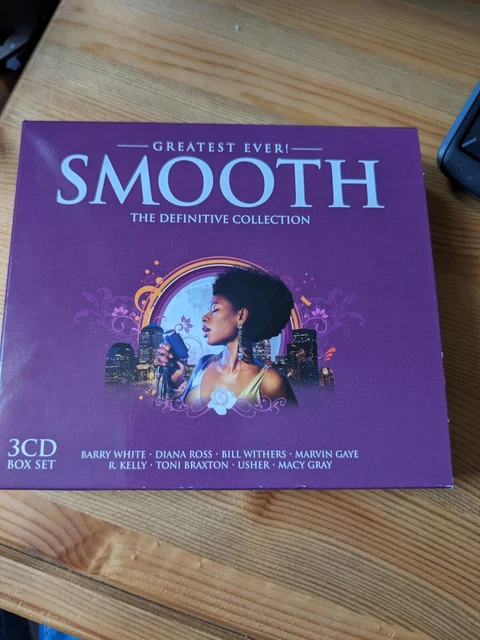 GREATEST EVER!
SMOOTH
THE DEFINITIVE COLLECTION
3CD
BOX SET
BARRY WHITE · DIANA ROSS · BILL WITHERS · MARVIN GAYE
R. KELLY · TONI BRAXTON · USHER · MACY GRAY